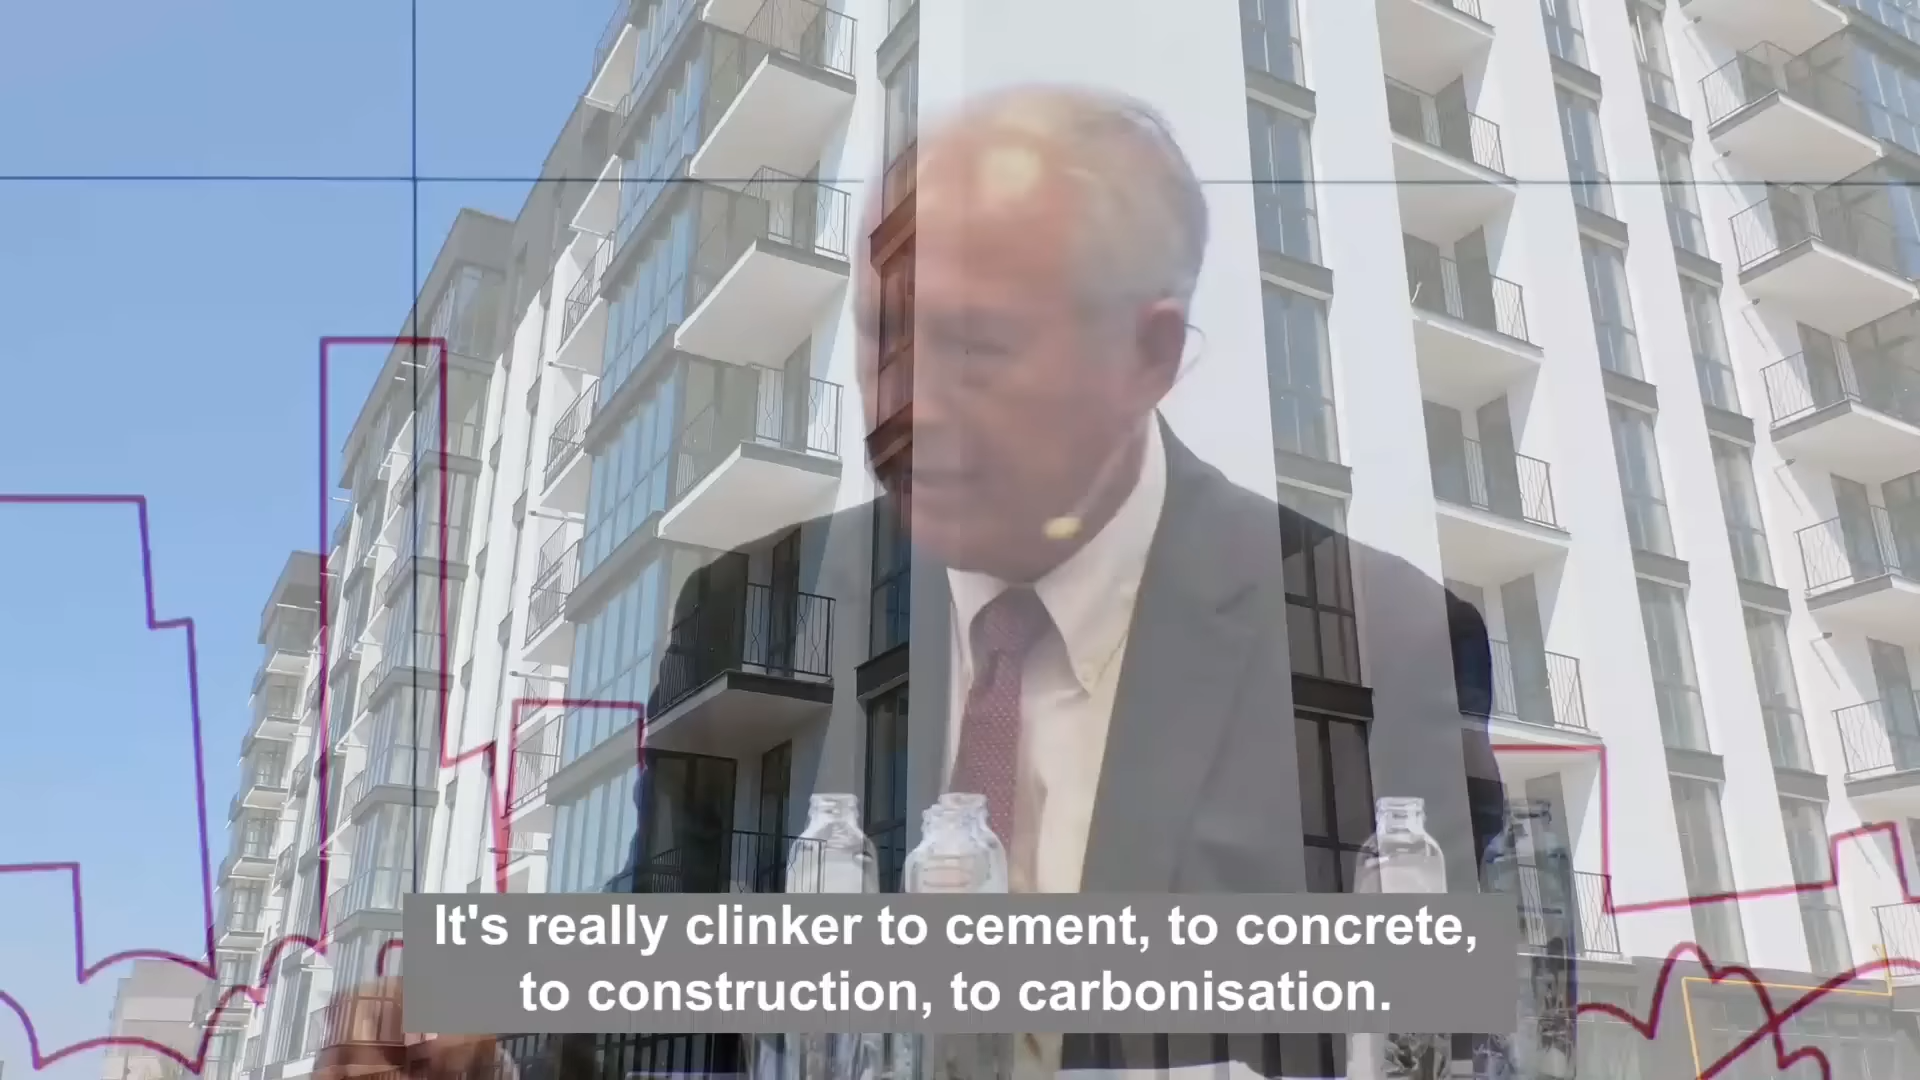 It's really clinker to cement, to concrete,
to construction, to carbonisation.